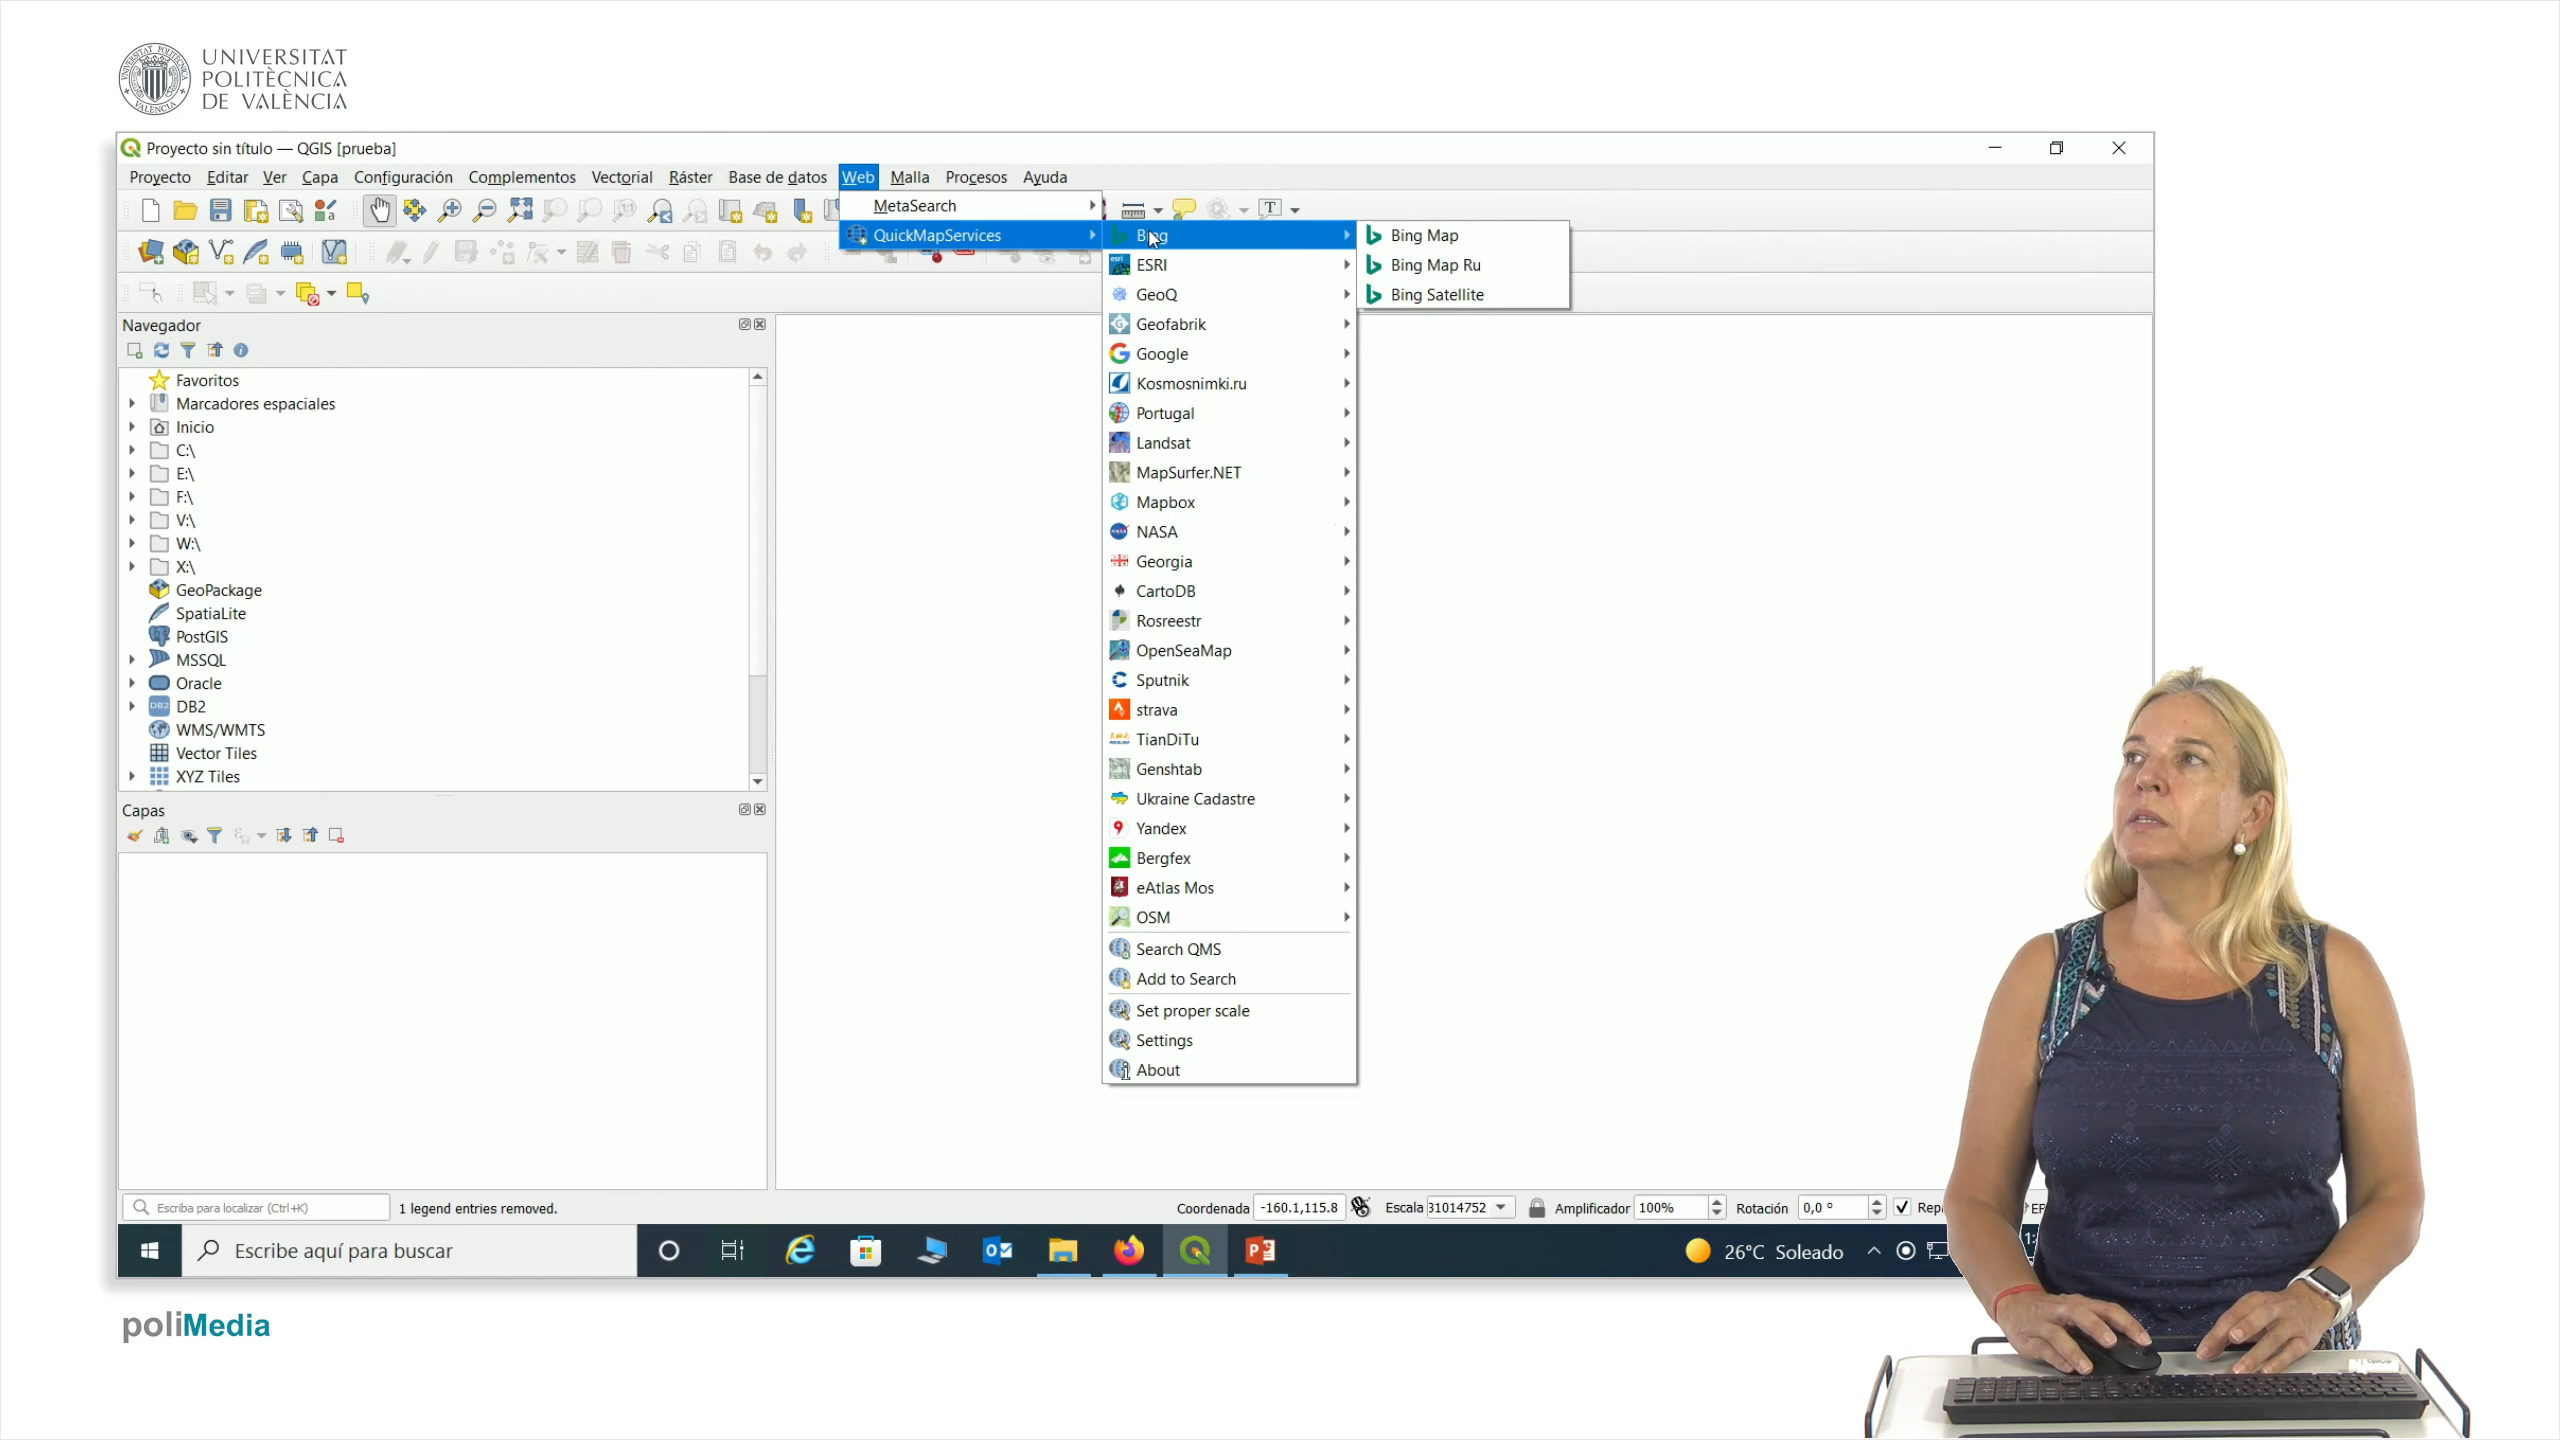 UNIVERSITAT
POLITÈCNICA
DE VALÈNCIA
Proyecto sin título — QGIS [prueba]
Proyecto Editar Ver Capa Configuración Complementos Vectorial Ráster Base de datos Web Malla Procesos Ayuda
MetaSearch
QuickMapServices
Bing
ESRI
GeoQ
Geofabrik
Google
Kosmosnimki.ru
Portugal
Landsat
MapSurfer.NET
Mapbox
NASA
Georgia
CartoDB
Rosreestr
OpenSeaMap
Sputnik
strava
TianDiTu
Genshtab
Ukraine Cadastre
Yandex
Bergfex
eAtlas Mos
OSM
Search QMS
Add to Search
Set proper scale
Settings
About
Bing Map
Bing Map Ru
Bing Satellite
Navegador
Favoritos
Marcadores espaciales
Inicio
C:\
E:\
F:\
V:\
W:\
X:\
GeoPackage
SpatiaLite
PostGIS
MSSQL
Oracle
DB2
WMS/WMTS
Vector Tiles
XYZ Tiles
Capas
Escriba para localizar (Ctrl+K)
1 legend entries removed.
Coordenada -160.1,115.8 Escala 31014752 Amplificador 100% Rotación 0,0 °
Escribe aquí para buscar
26°C Soleado
poliMedia